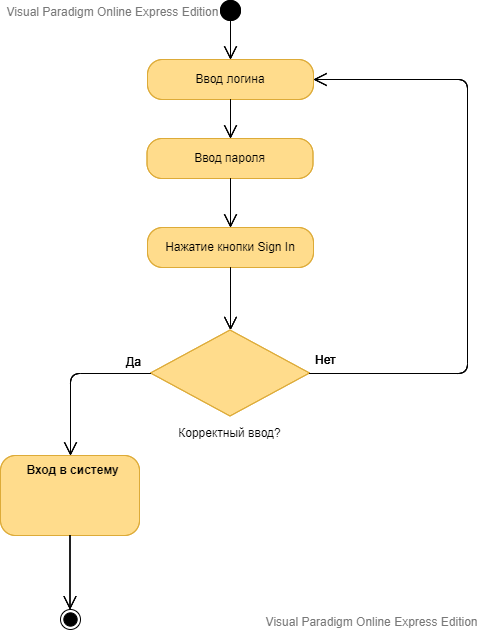 Visual Paradigm Online Express Edition
Ввод логина
Ввод пароля
Нажатие кнопки Sign In
Да
Нет
Корректный ввод?
Вход в систему
Visual Paradigm Online Express Edition